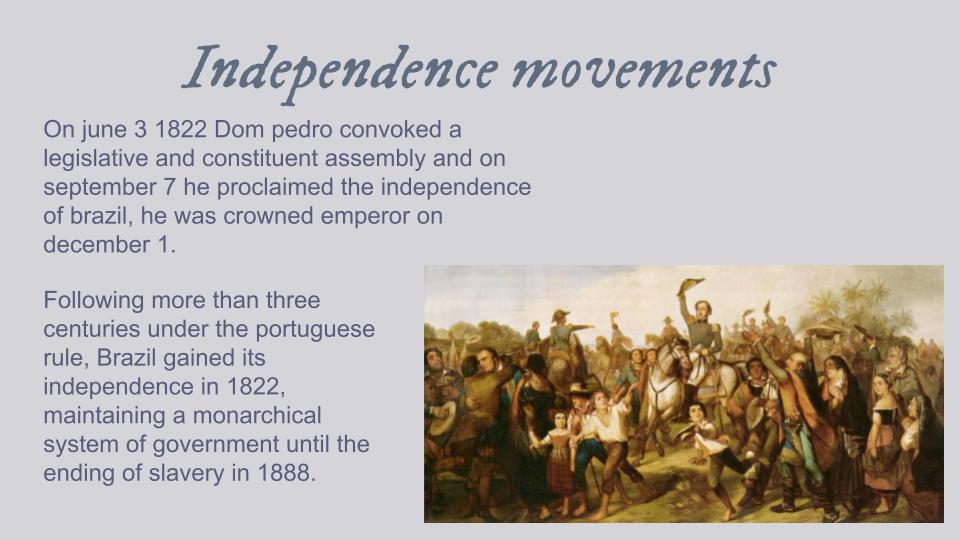 Independence movements
On june 3 1822 Dom pedro convoked a
legislative and constituent assembly and on
september 7 he proclaimed the independence
of brazil, he was crowned emperor on
december 1.
Following more than three
centuries under the portuguese
rule, Brazil gained its
independence in 1822,
maintaining a monarchical
system of government until the
ending of slavery in 1888.